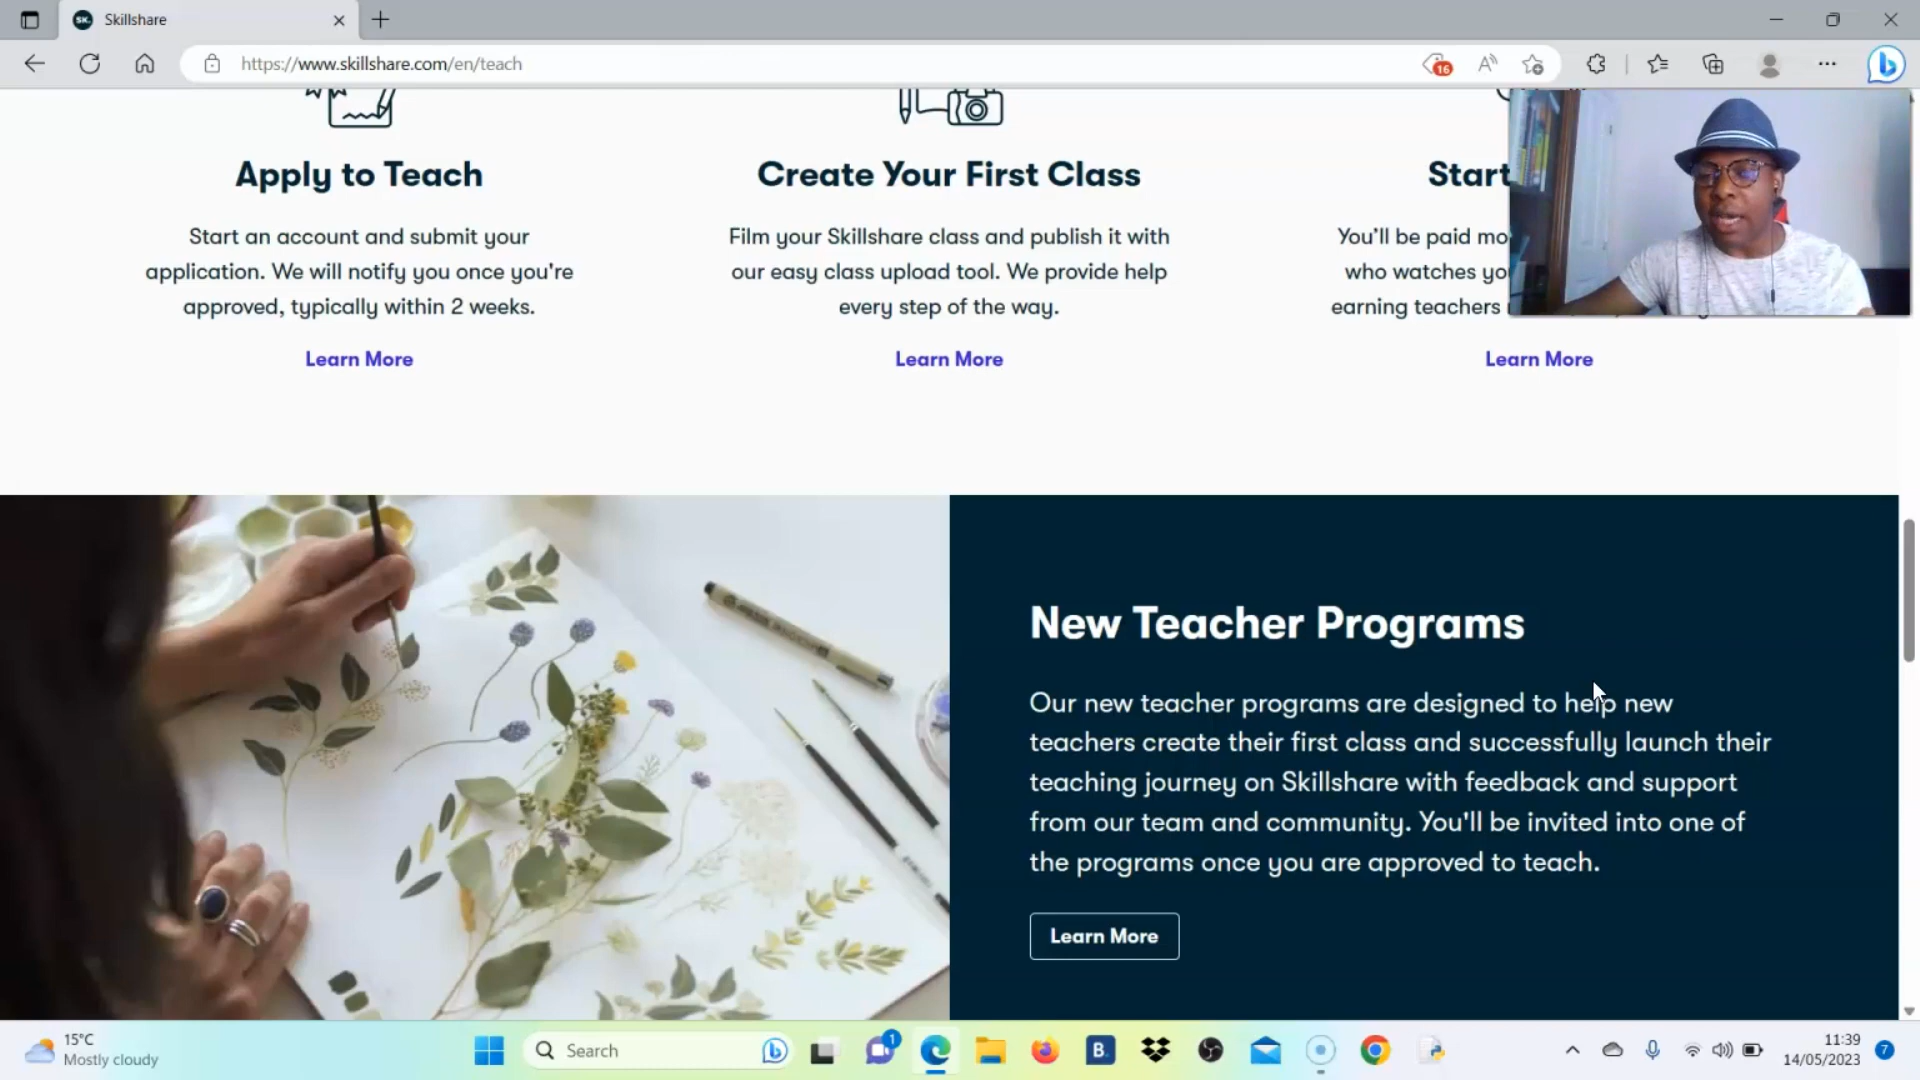 Skillshare
https://www.skillshare.com/en/teach
16
Apply to Teach
Start an account and submit your
application. We will notify you once you're
approved, typically within 2 weeks.
Learn More
Create Your First Class
Film your Skillshare class and publish it with
our easy class upload tool. We provide help
every step of the way.
Learn More
Start
You'll be paid mo
who watches yo
earning teachers
Learn More
New Teacher Programs
Our new teacher programs are designed to help new
teachers create their first class and successfully launch their
teaching journey on Skillshare with feedback and support
from our team and community. You'll be invited into one of
the programs once you are approved to teach.
Learn More
15°C
Mostly cloudy
Search
1
B.
11:39
14/05/2023
7